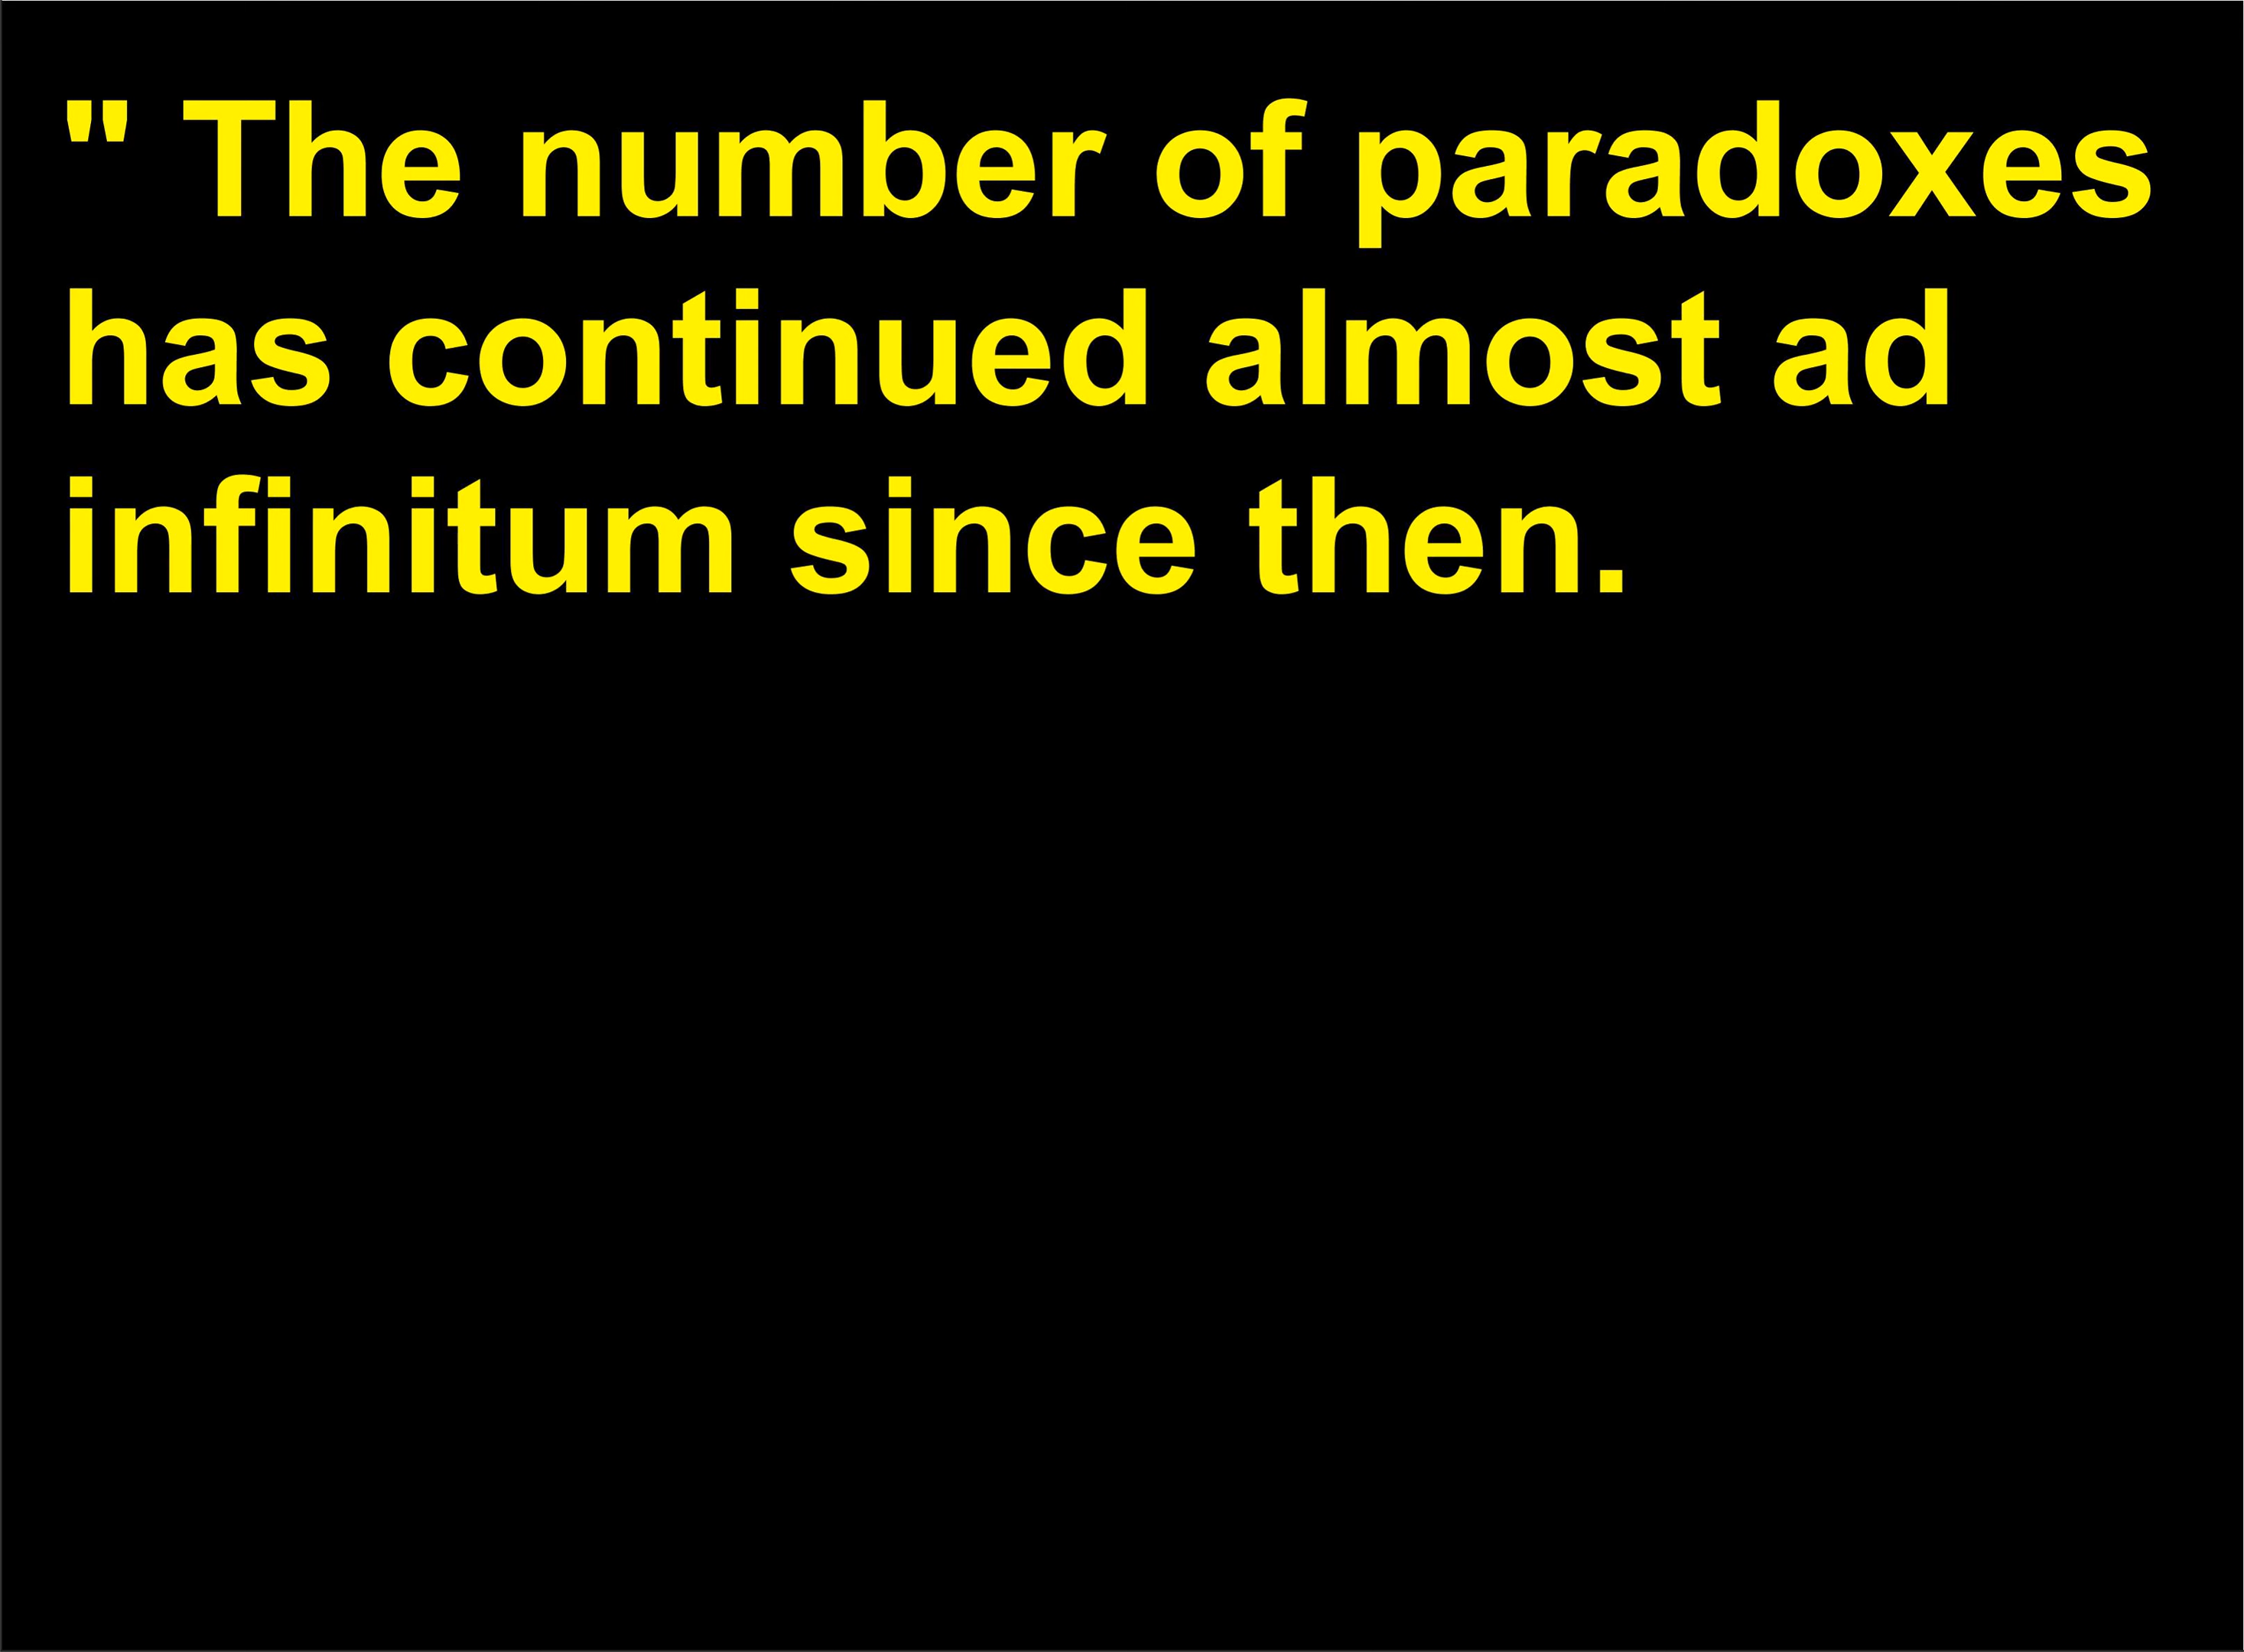 " The number of paradoxes
has continued almost ad
infinitum since then.